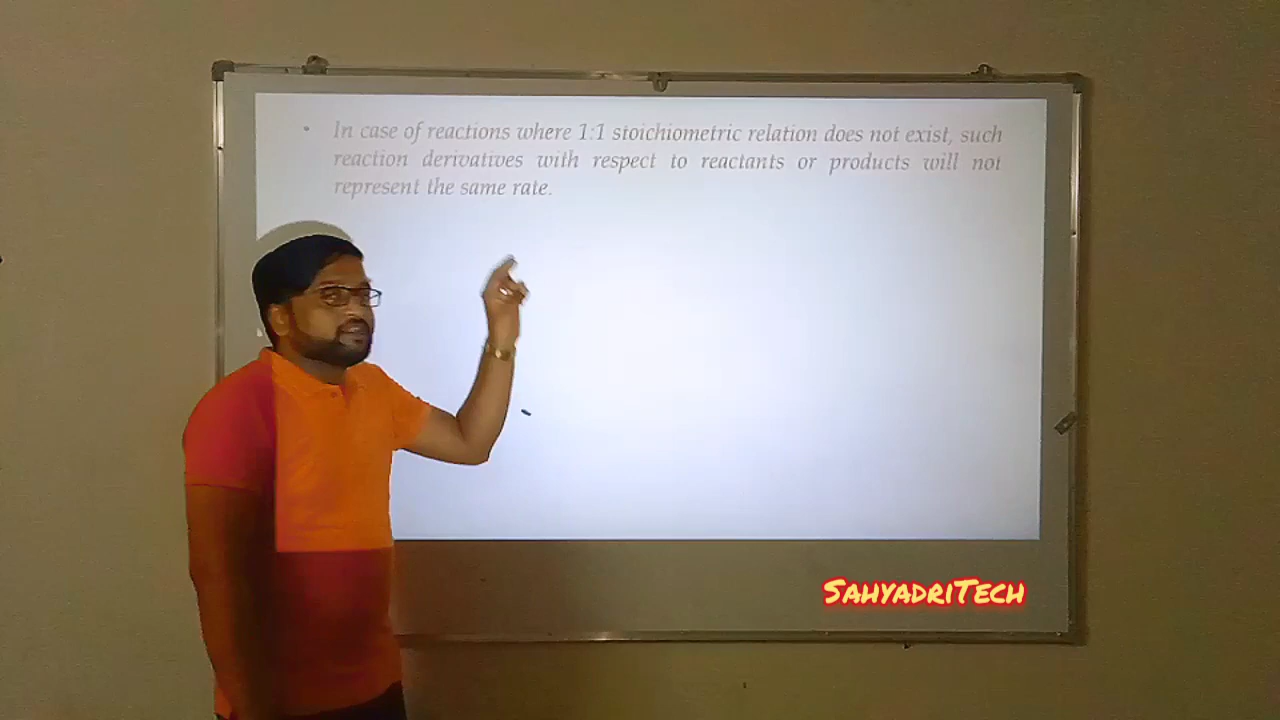 • In case of reactions where 1:1 stoichiometric relation does not exist, such
reaction derivatives with respect to reactants or products will not
represent the same rate.
SAHYADRITECH